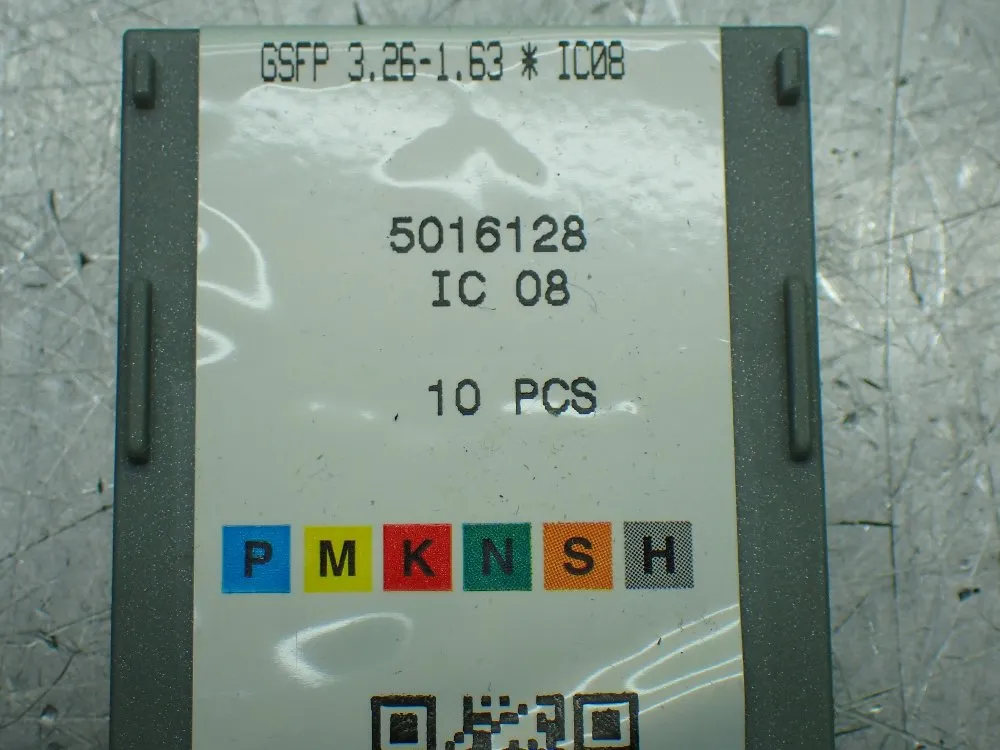 GSFP 3.26-1.63 * IC08
5016128
IC 08
10 PCS
P M K N S H